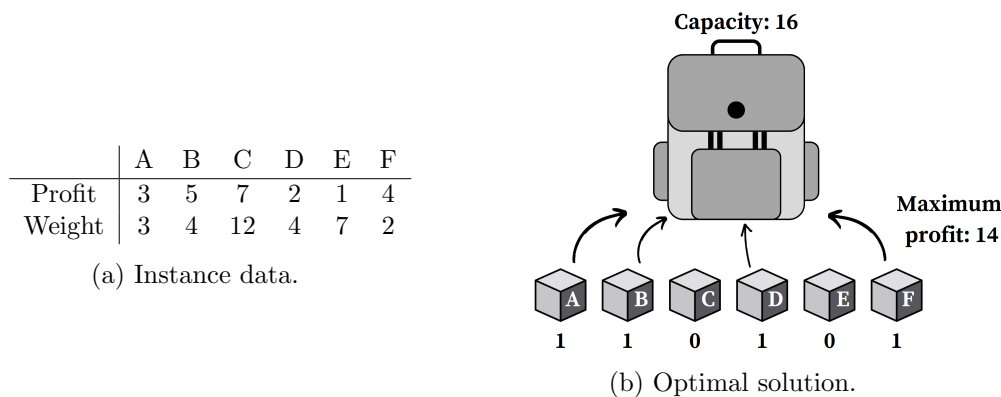 A B C D E F
Profit 3 5 7 2 1 4
Weight 3 4 12 4 7 2
(a) Instance data.
Capacity: 16
Maximum
profit: 14
A B C D E F
1 1 0 1 0 1
(b) Optimal solution.